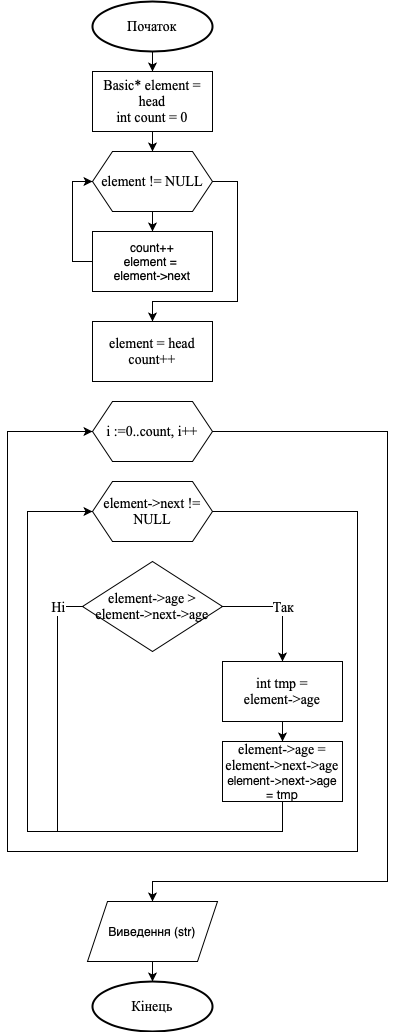 Початок
Basic* element =
head
int count = 0
element != NULL
count++
element =
element->next
element = head
count++
i :=0..count, i++
element->next !=
NULL
element->age >
element->next->age
Ні
Так
int tmp =
element->age
element->age =
element->next->age
element->next->age
= tmp
Виведення (str)
Кінець